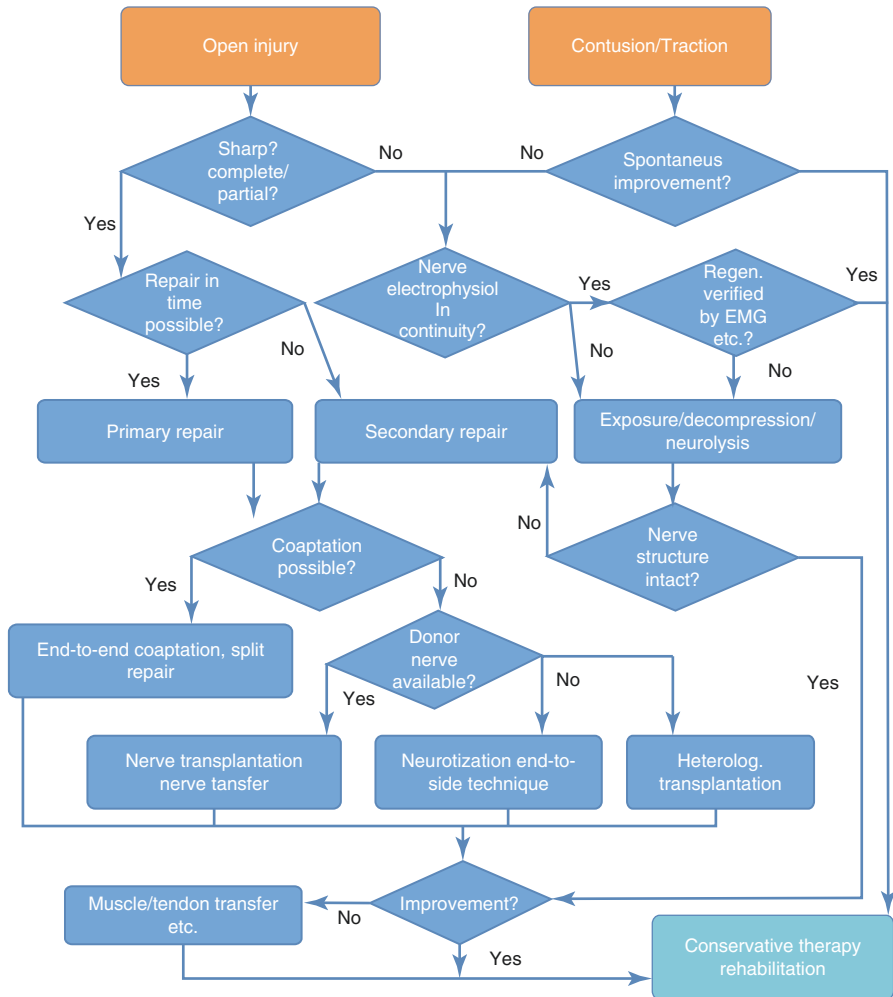 Open injury
Contusion/Traction
Sharp?
complete/
partial?
No
No
Spontaneus
improvement?
Yes
Repair in
time
possible?
Nerve
electrophysiol
In
continuity?
Yes
Regen.
verified
by EMG
etc.?
Yes
No
No
No
Yes
Primary repair
Secondary repair
Exposure/decompression/
neurolysis
No
Coaptation
possible?
Nerve
structure
intact?
Yes
No
End-to-end coaptation, split
repair
Donor
nerve
available?
Yes
No
Yes
Nerve transplantation
nerve tansfer
Neurotization end-to-
side technique
Heterolog.
transplantation
Muscle/tendon transfer
etc.
No
Improvement?
Yes
Conservative therapy
rehabilitation